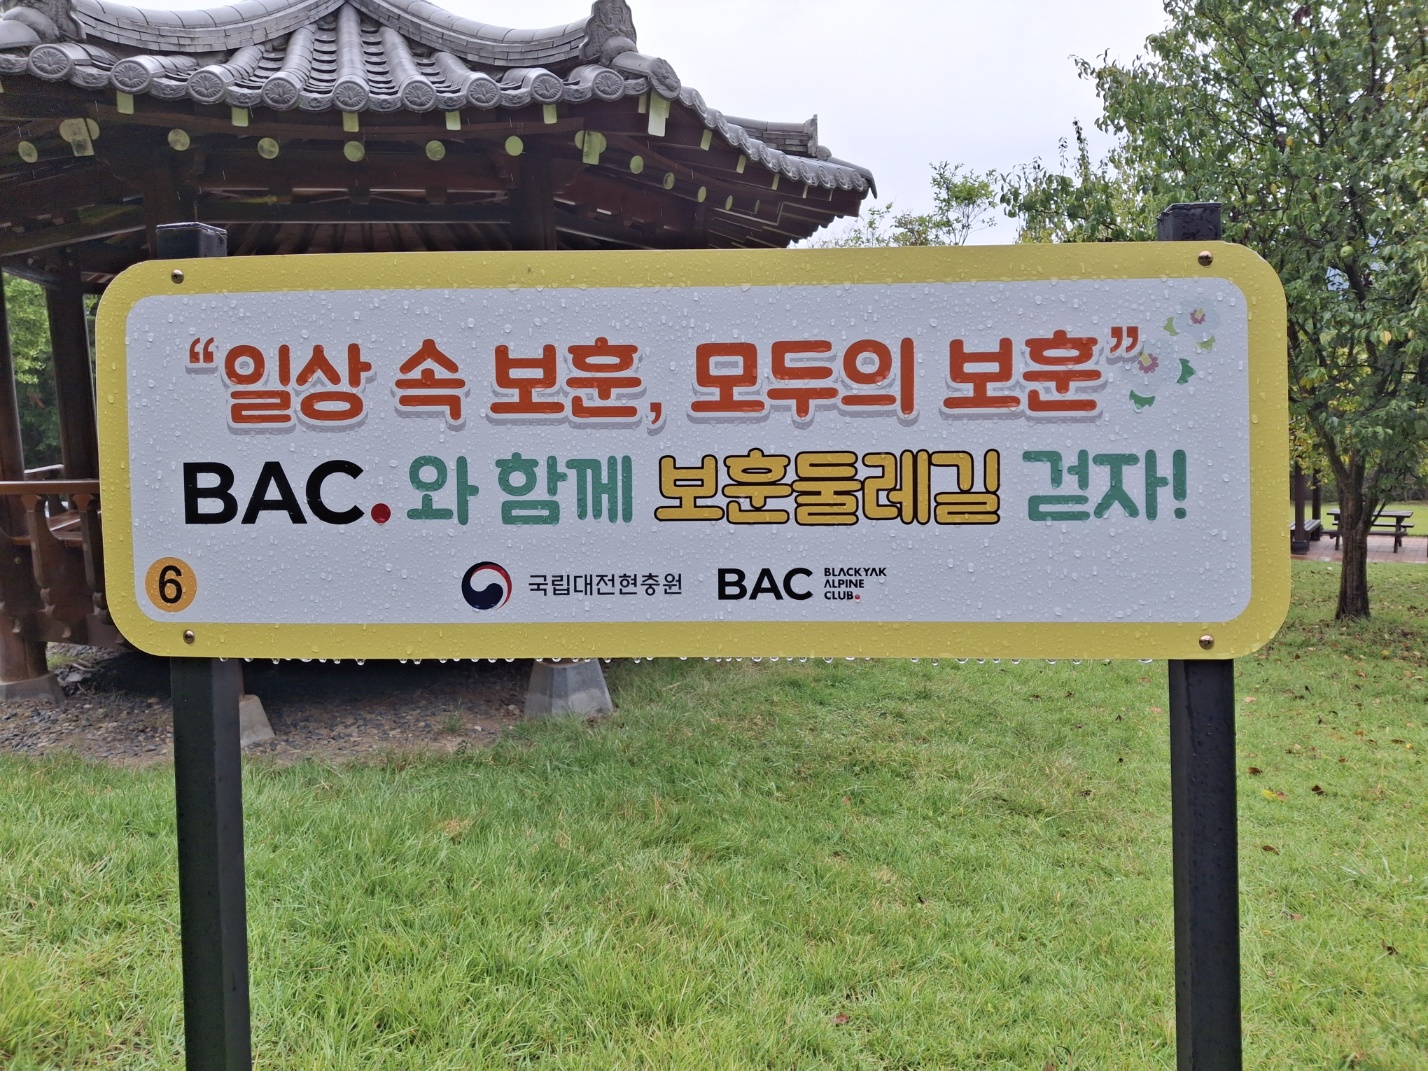 “일상 속 보훈, 모두의 보훈”
BAC.와 함께 보훈둘레길 걷자!
6
국립대전현충원
BAC BLACKYAK
ALPINE
CLUB.